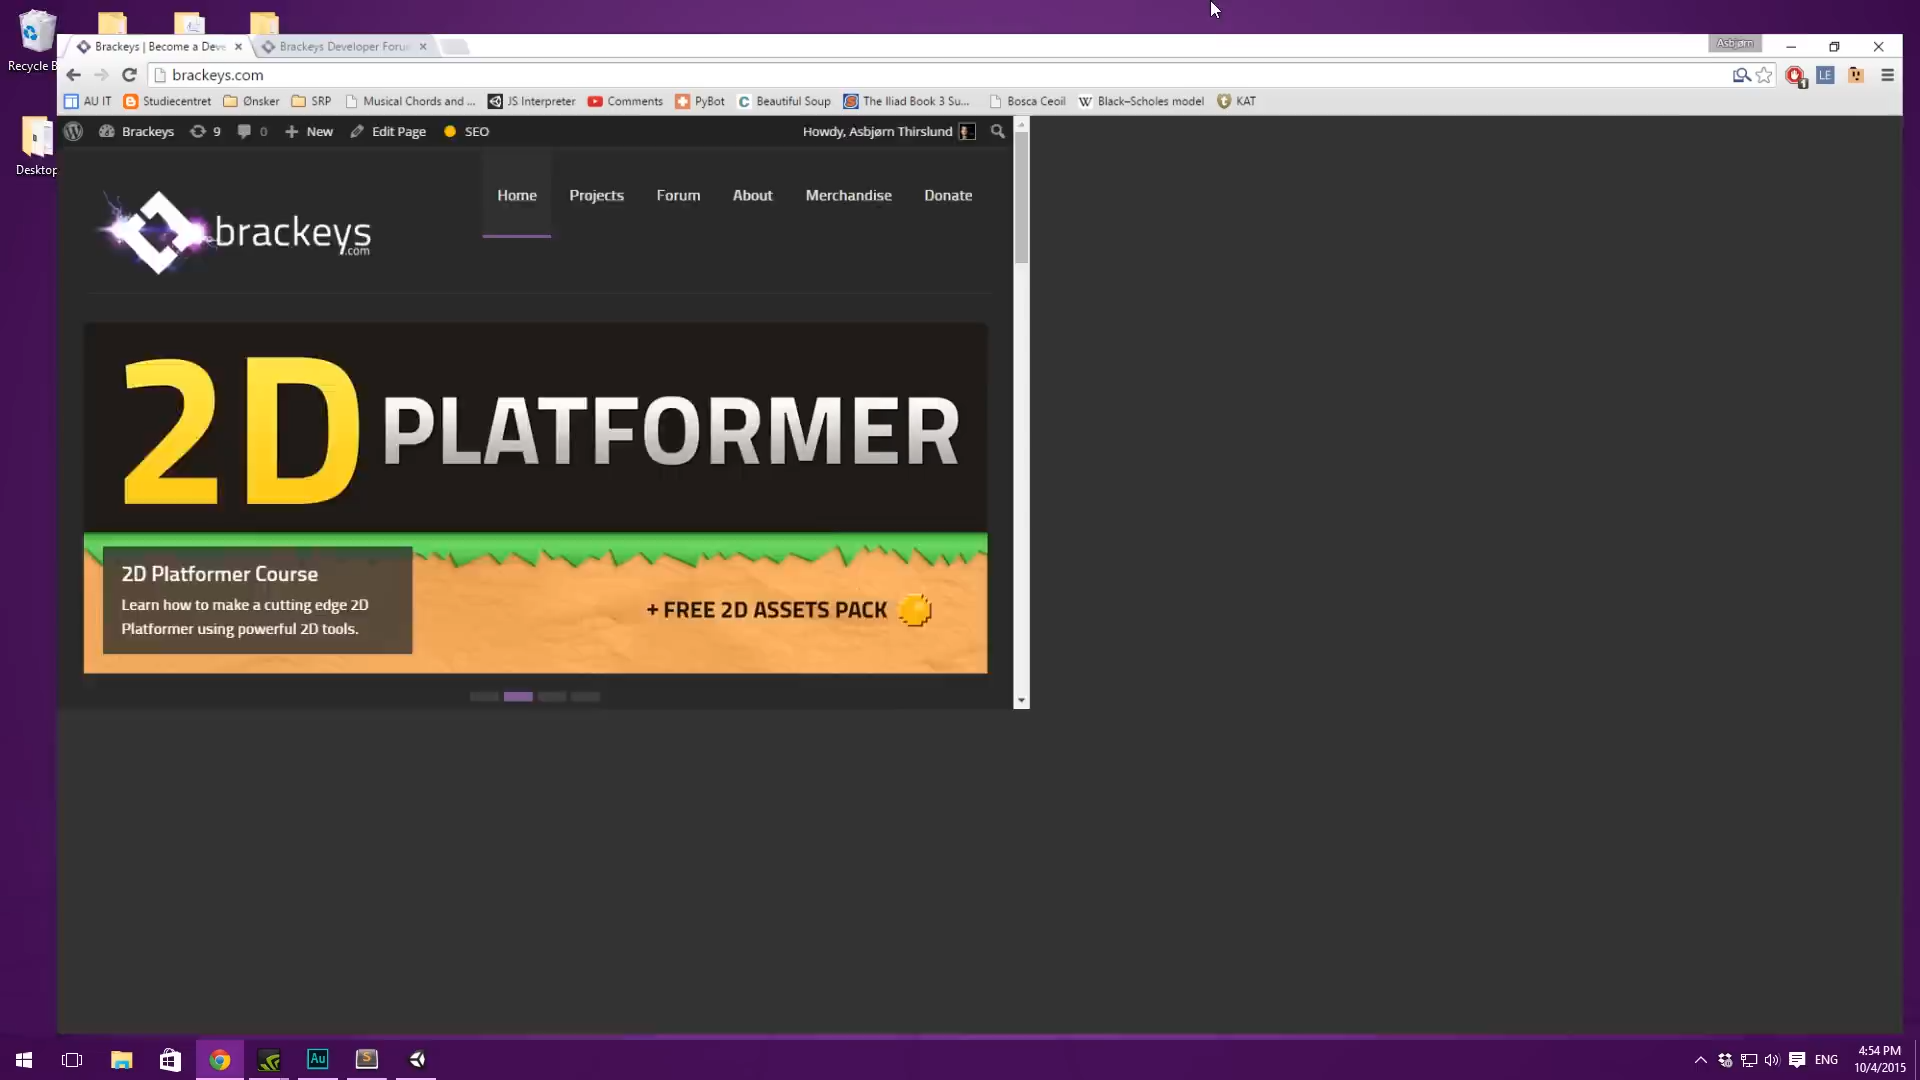 Recycle B
Desktop
Brackeys | Become a Deve
Brackeys Developer Foru
Asbjørn
brackeys.com
LE
AU IT
Studiecentret
Ønsker
SRP
Musical Chords and ...
JS Interpreter
Comments
PyBot
Beautiful Soup
The Iliad Book 3 Su...
Bosca Ceoil
Black–Scholes model
KAT
Brackeys
9
0
New
Edit Page
SEO
Howdy, Asbjørn Thirslund
brackeys
.com
Home
Projects
Forum
About
Merchandise
Donate
2D PLATFORMER
2D Platformer Course
Learn how to make a cutting edge 2D
Platformer using powerful 2D tools.
+ FREE 2D ASSETS PACK
Au
S
ENG
4:54 PM
10/4/2015